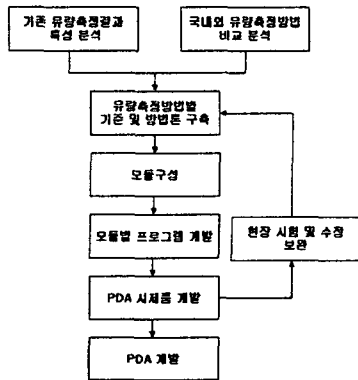 기존 유량측정결과
특성 분석
국내외 유량측정방법
비교 분석
유량측정방법별
기준 및 방법론 구축
모듈구성
모듈별 프로그램 개발
현장 시험 및 수정
보완
PDA 시제품 개발
PDA 개발